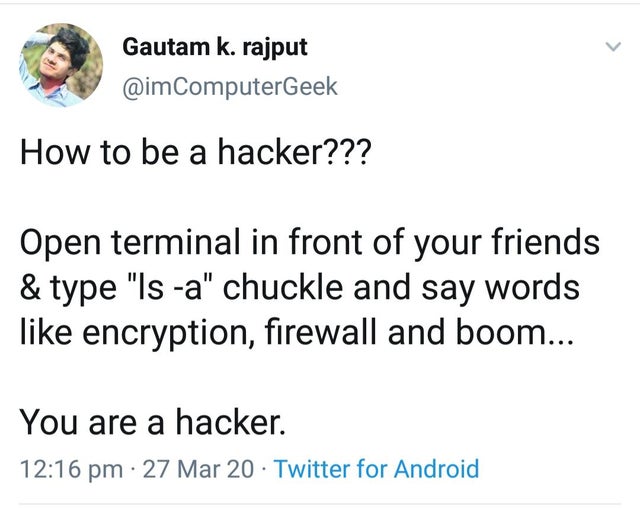 Gautam k. rajput
@imComputerGeek
How to be a hacker???
Open terminal in front of your friends
& type "ls -a" chuckle and say words
like encryption, firewall and boom...
You are a hacker.
12:16 pm · 27 Mar 20 · Twitter for Android